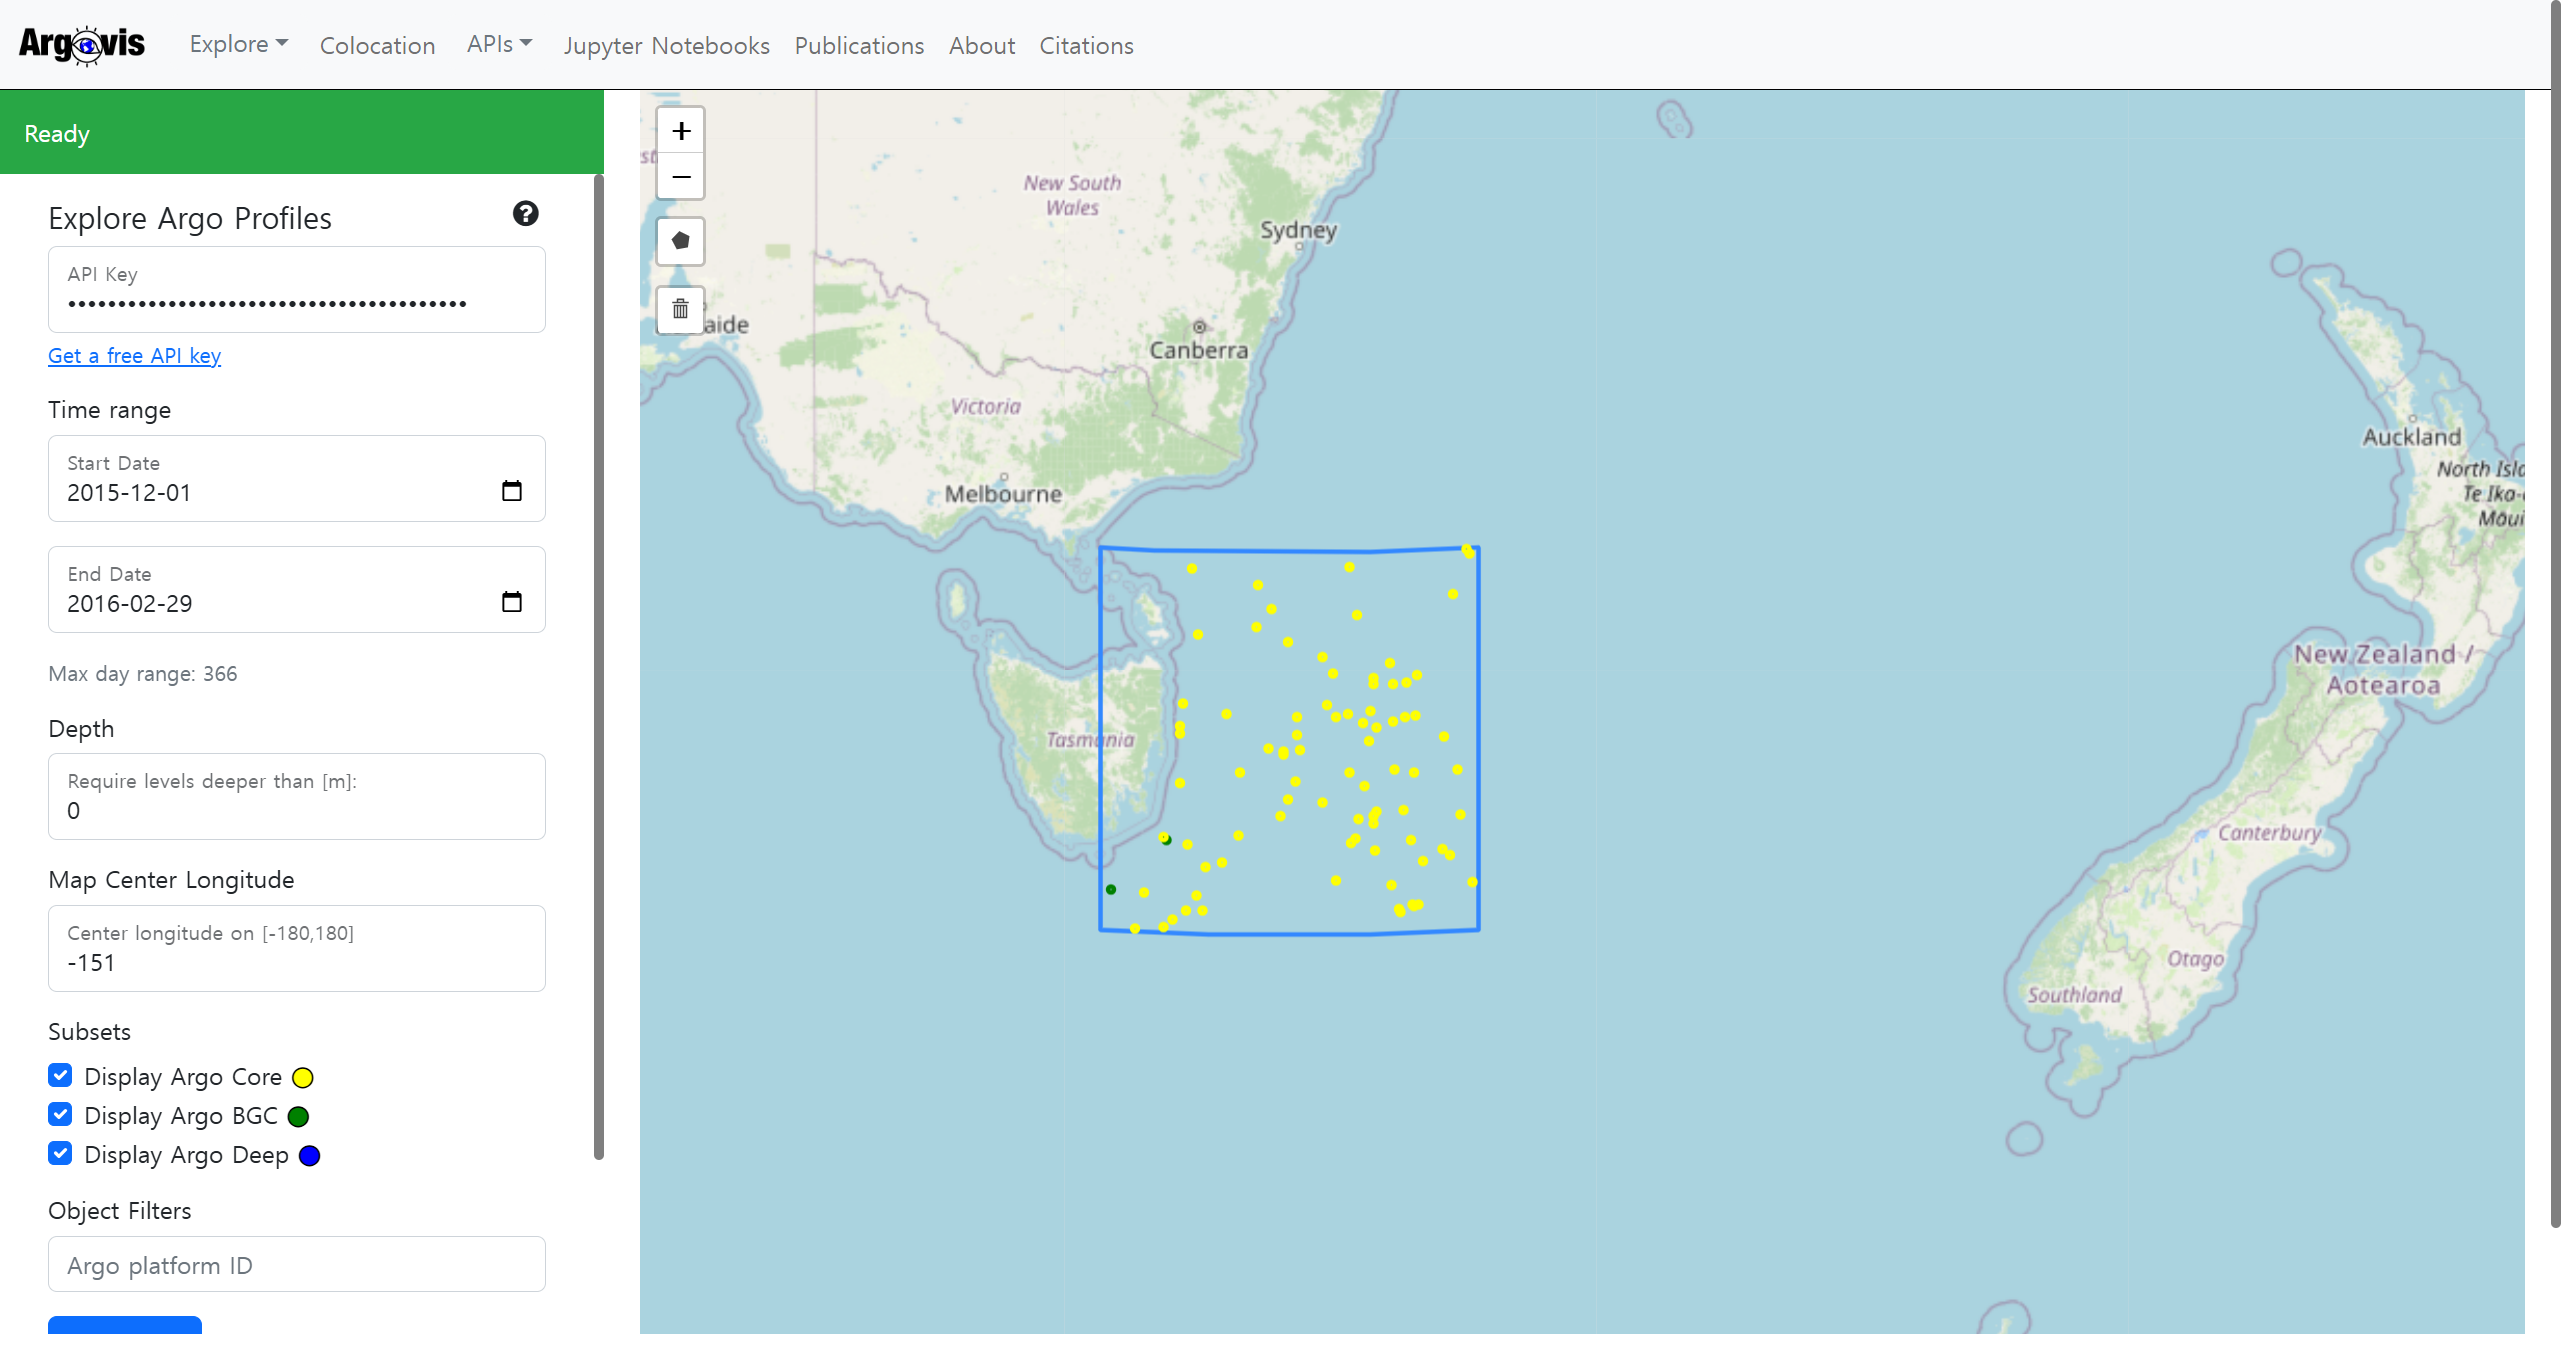 Argovis
Explore
Colocation
APIs
Jupyter Notebooks
Publications
About
Citations
Ready
Explore Argo Profiles
?
API Key
••••••••••••••••••••••••••••••••••••••••
Get a free API key
Time range
Start Date
2015-12-01
End Date
2016-02-29
Max day range: 366
Depth
Require levels deeper than [m]:
0
Map Center Longitude
Center longitude on [-180,180]
-151
Subsets
Display Argo Core
Display Argo BGC
Display Argo Deep
Object Filters
Argo platform ID
+
−
st
aide
New South
Wales
Sydney
Canberra
Victoria
Melbourne
Tasmania
Auckland
North Isla
Te Ika-
Māui
New Zealand /
Aotearoa
Canterbury
Otago
Southland